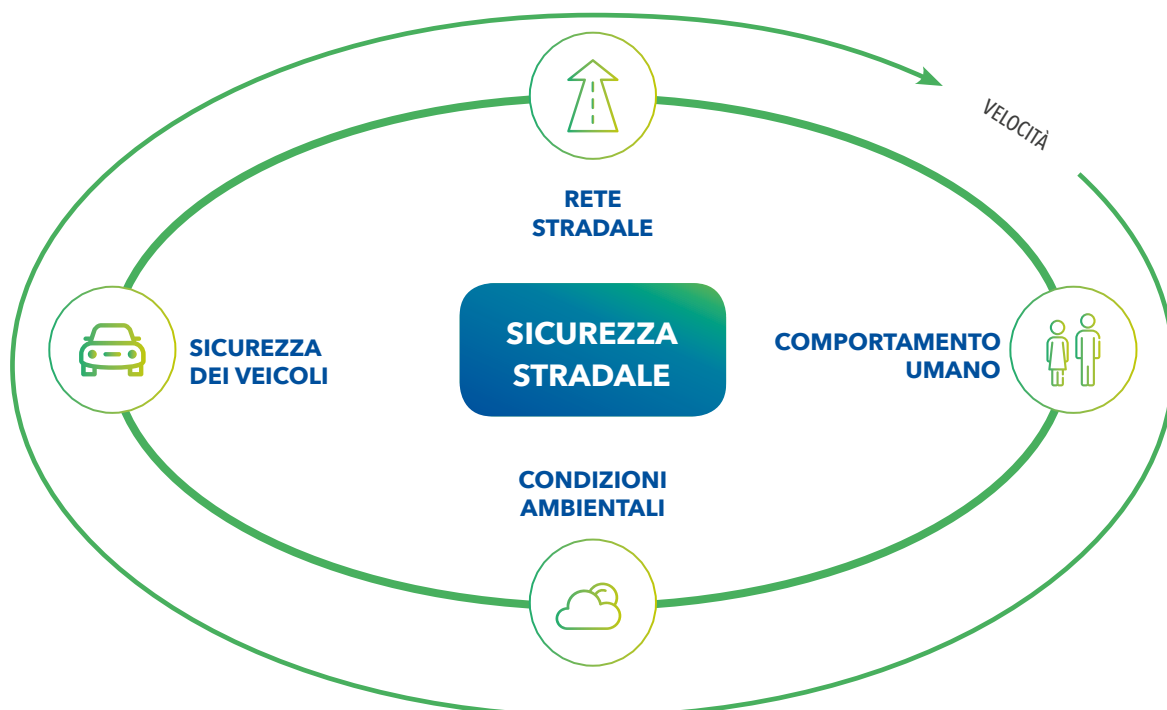 VELOCITÀ
RETE
STRADALE
SICUREZZA
DEI VEICOLI
SICUREZZA
STRADALE
COMPORTAMENTO
UMANO
CONDIZIONI
AMBIENTALI